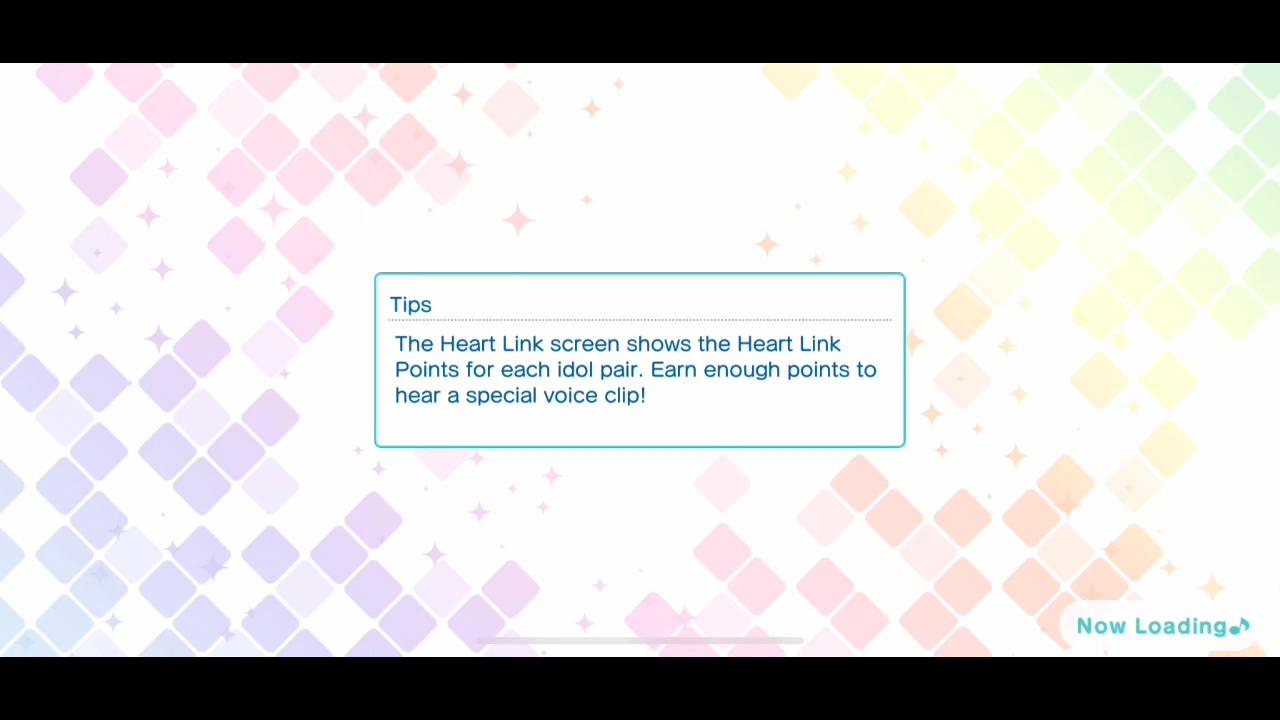 Tips
The Heart Link screen shows the Heart Link
Points for each idol pair. Earn enough points to
hear a special voice clip!
Now Loading♪